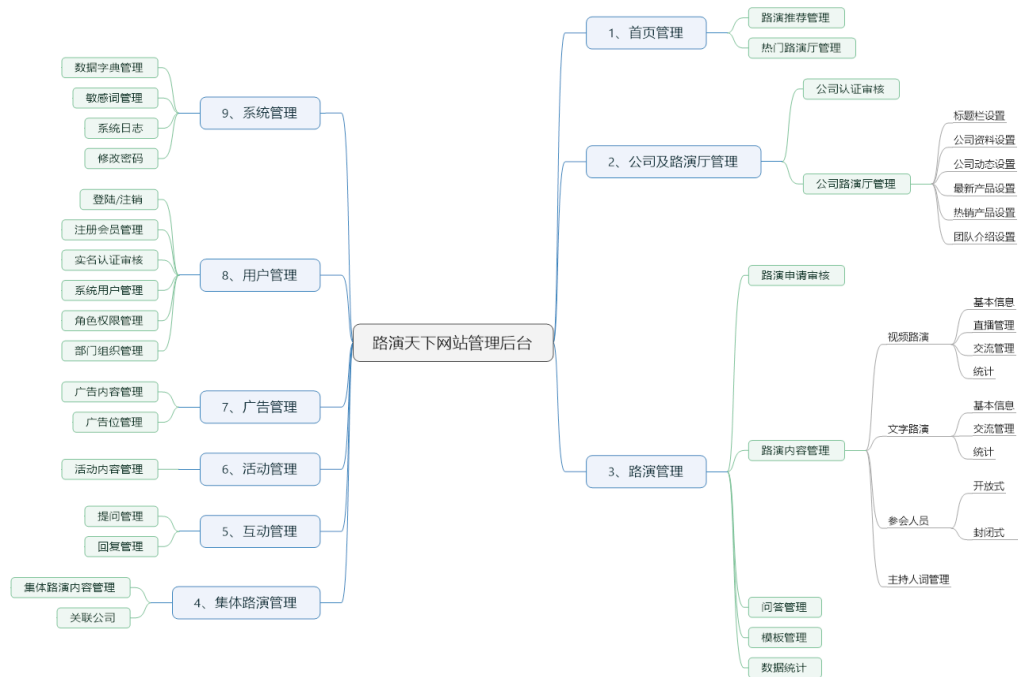 路演天下网站管理后台
1、首页管理
路演推荐管理
热门路演厅管理
2、公司及路演厅管理
公司认证审核
公司路演厅管理
标题栏设置
公司资料设置
公司动态设置
最新产品设置
热销产品设置
团队介绍设置
3、路演管理
路演申请审核
路演内容管理
视频路演
基本信息
直播管理
交流管理
统计
文字路演
基本信息
交流管理
统计
参会人员
开放式
封闭式
主持人词管理
问答管理
模板管理
数据统计
4、集体路演管理
集体路演内容管理
关联公司
5、互动管理
提问管理
回复管理
6、活动管理
活动内容管理
7、广告管理
广告内容管理
广告位管理
8、用户管理
登陆/注销
注册会员管理
实名认证审核
系统用户管理
角色权限管理
部门组织管理
9、系统管理
数据字典管理
敏感词管理
系统日志
修改密码